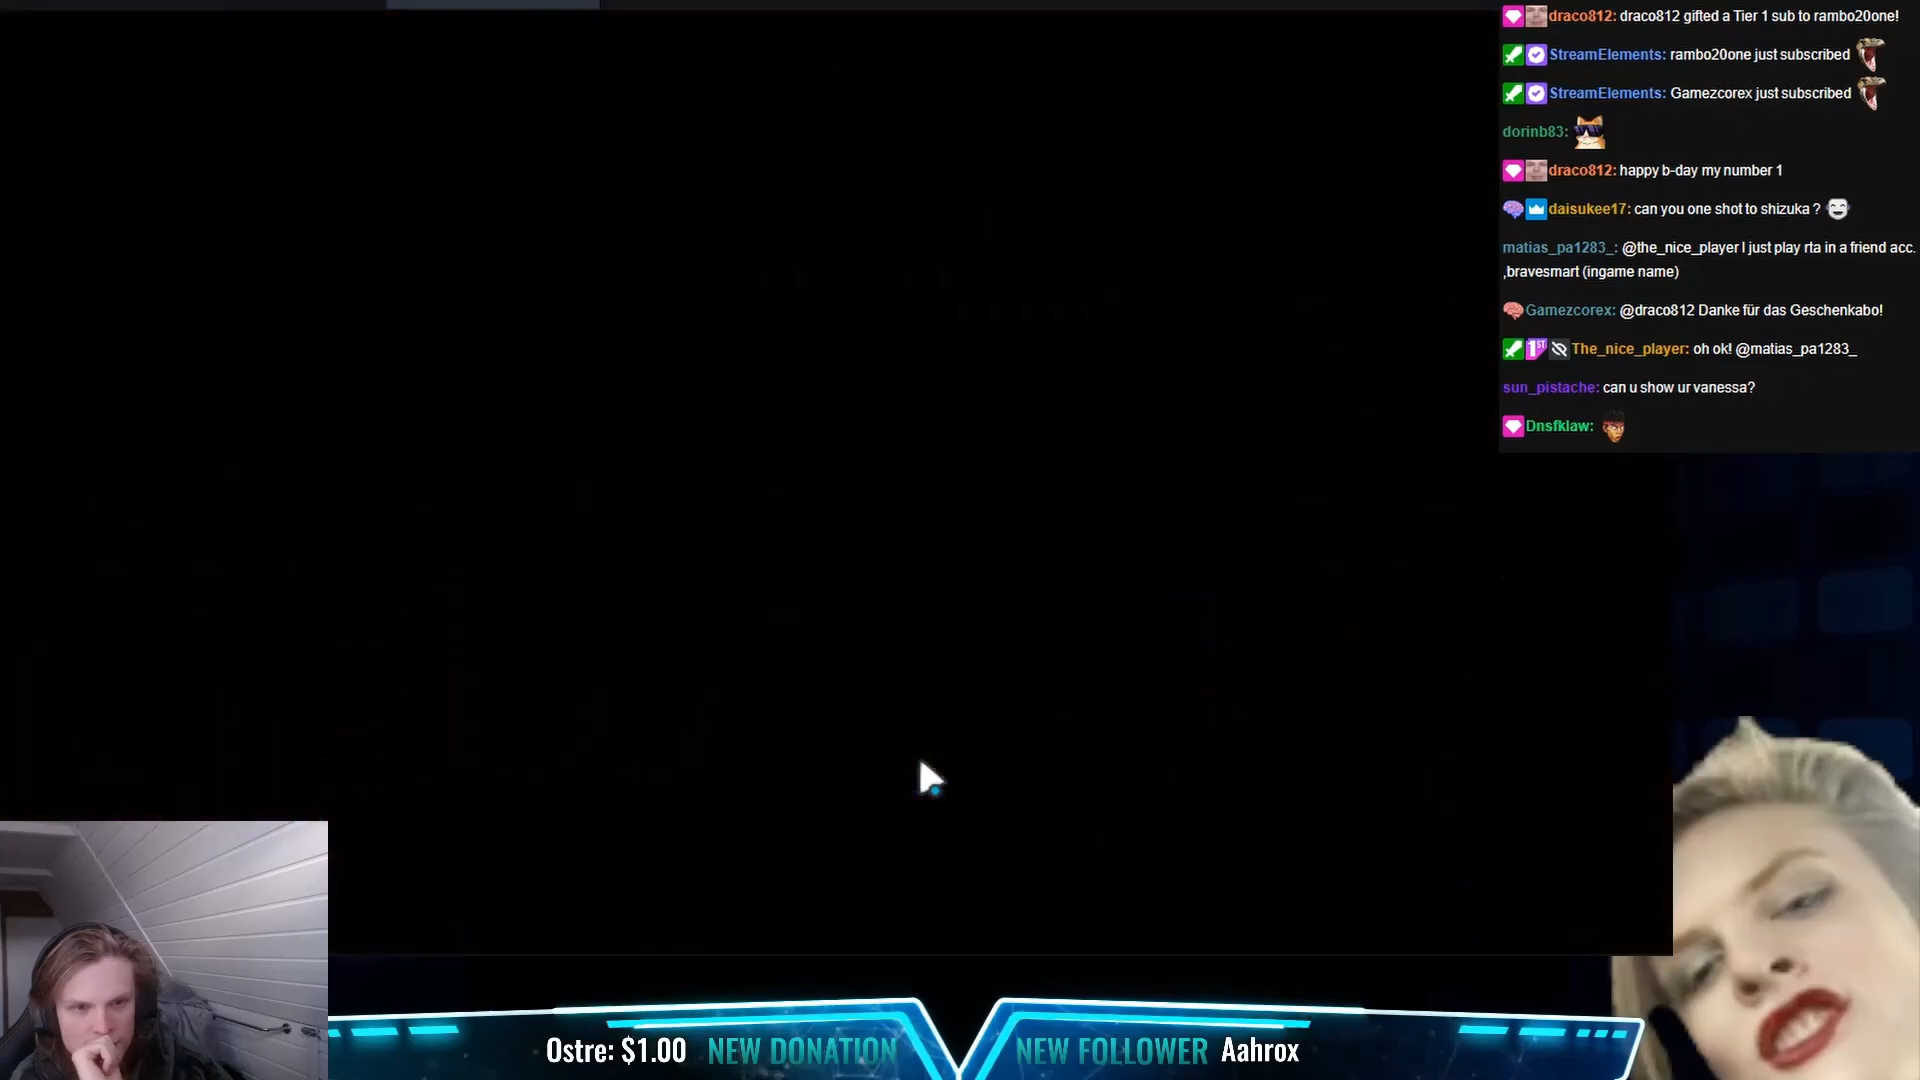 draco812: draco812 gifted a Tier 1 sub to rambo20one!
StreamElements: rambo20one just subscribed
StreamElements: Gamezcorex just subscribed
dorinb83:
draco812: happy b-day my number 1
daisukee17: can you one shot to shizuka ?
matias_pa1283_: @the_nice_player I just play rta in a friend acc.
,bravesmart (ingame name)
Gamezcorex: @draco812 Danke für das Geschenkabo!
1ST The_nice_player: oh ok! @matias_pa1283_
sun_pistache: can u show ur vanessa?
Dnsfklaw:
Ostre: $1.00 NEW DONATION NEW FOLLOWER Aahrox